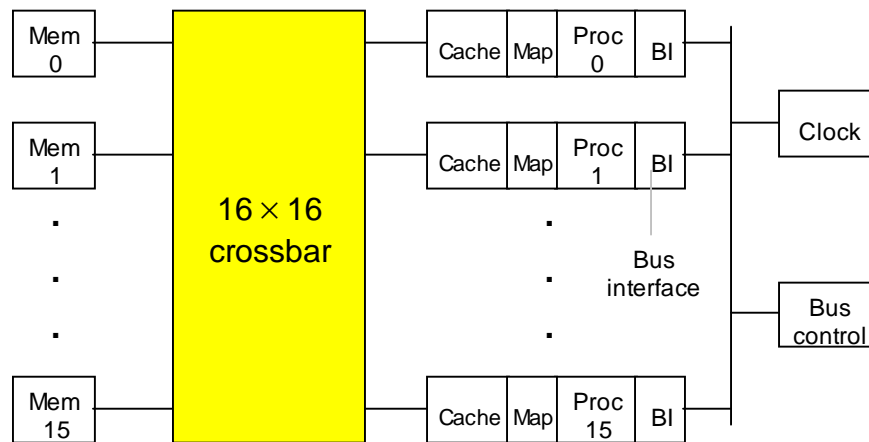 Mem
0
Cache Map Proc
0 BI
Clock
Mem
1
Cache Map Proc
1 BI
16 × 16
crossbar
Bus
interface
Bus
control
Mem
15
Cache Map Proc
15 BI